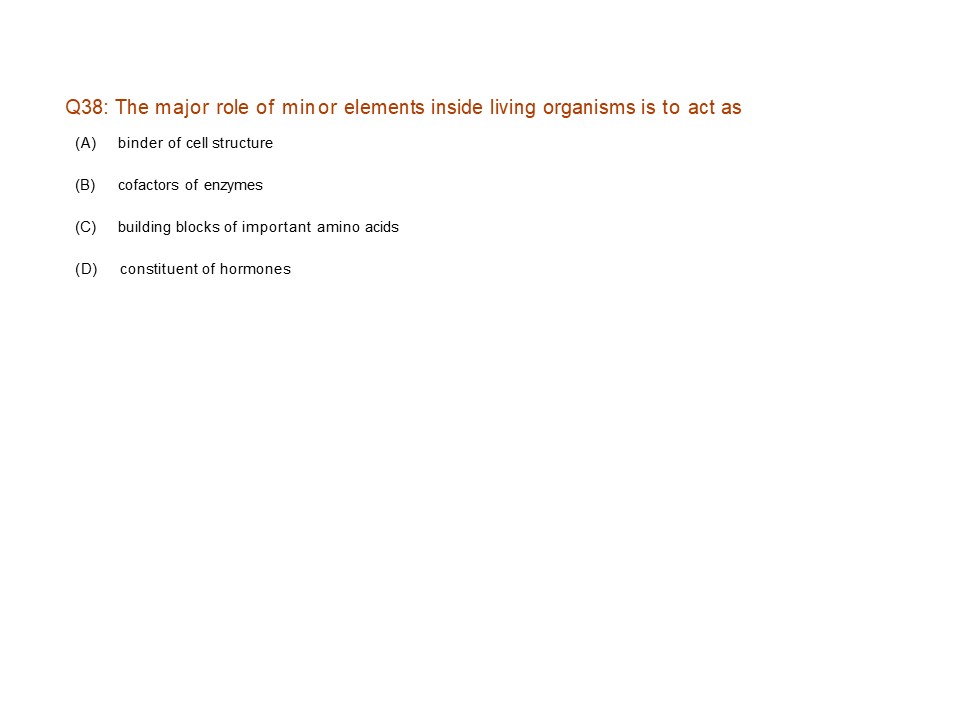 Q38: The major role of minor elements inside living organisms is to act as
(A) binder of cell structure
(B) cofactors of enzymes
(C) building blocks of important amino acids
(D) constituent of hormones